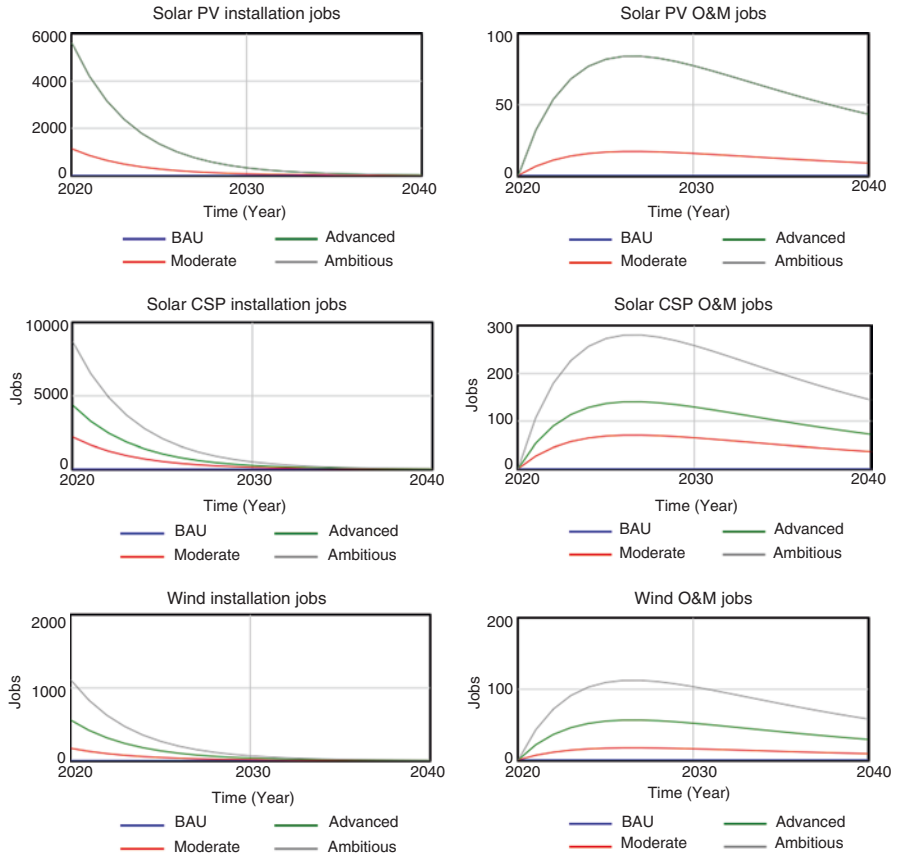 Solar PV installation jobs
6000
4000
2000
0
2020
2030
2040
Time (Year)
BAU
Advanced
Moderate
Ambitious
Solar PV O&M jobs
100
50
0
2020
2030
2040
Time (Year)
BAU
Advanced
Moderate
Ambitious
Solar CSP installation jobs
10000
5000
0
Jobs
2020
2030
2040
Time (Year)
BAU
Advanced
Moderate
Ambitious
Solar CSP O&M jobs
300
200
100
0
Jobs
2020
2030
2040
Time (Year)
BAU
Advanced
Moderate
Ambitious
Wind installation jobs
2000
1000
0
Jobs
2020
2030
2040
Time (Year)
BAU
Advanced
Moderate
Ambitious
Wind O&M jobs
200
100
0
Jobs
2020
2030
2040
Time (Year)
BAU
Advanced
Moderate
Ambitious